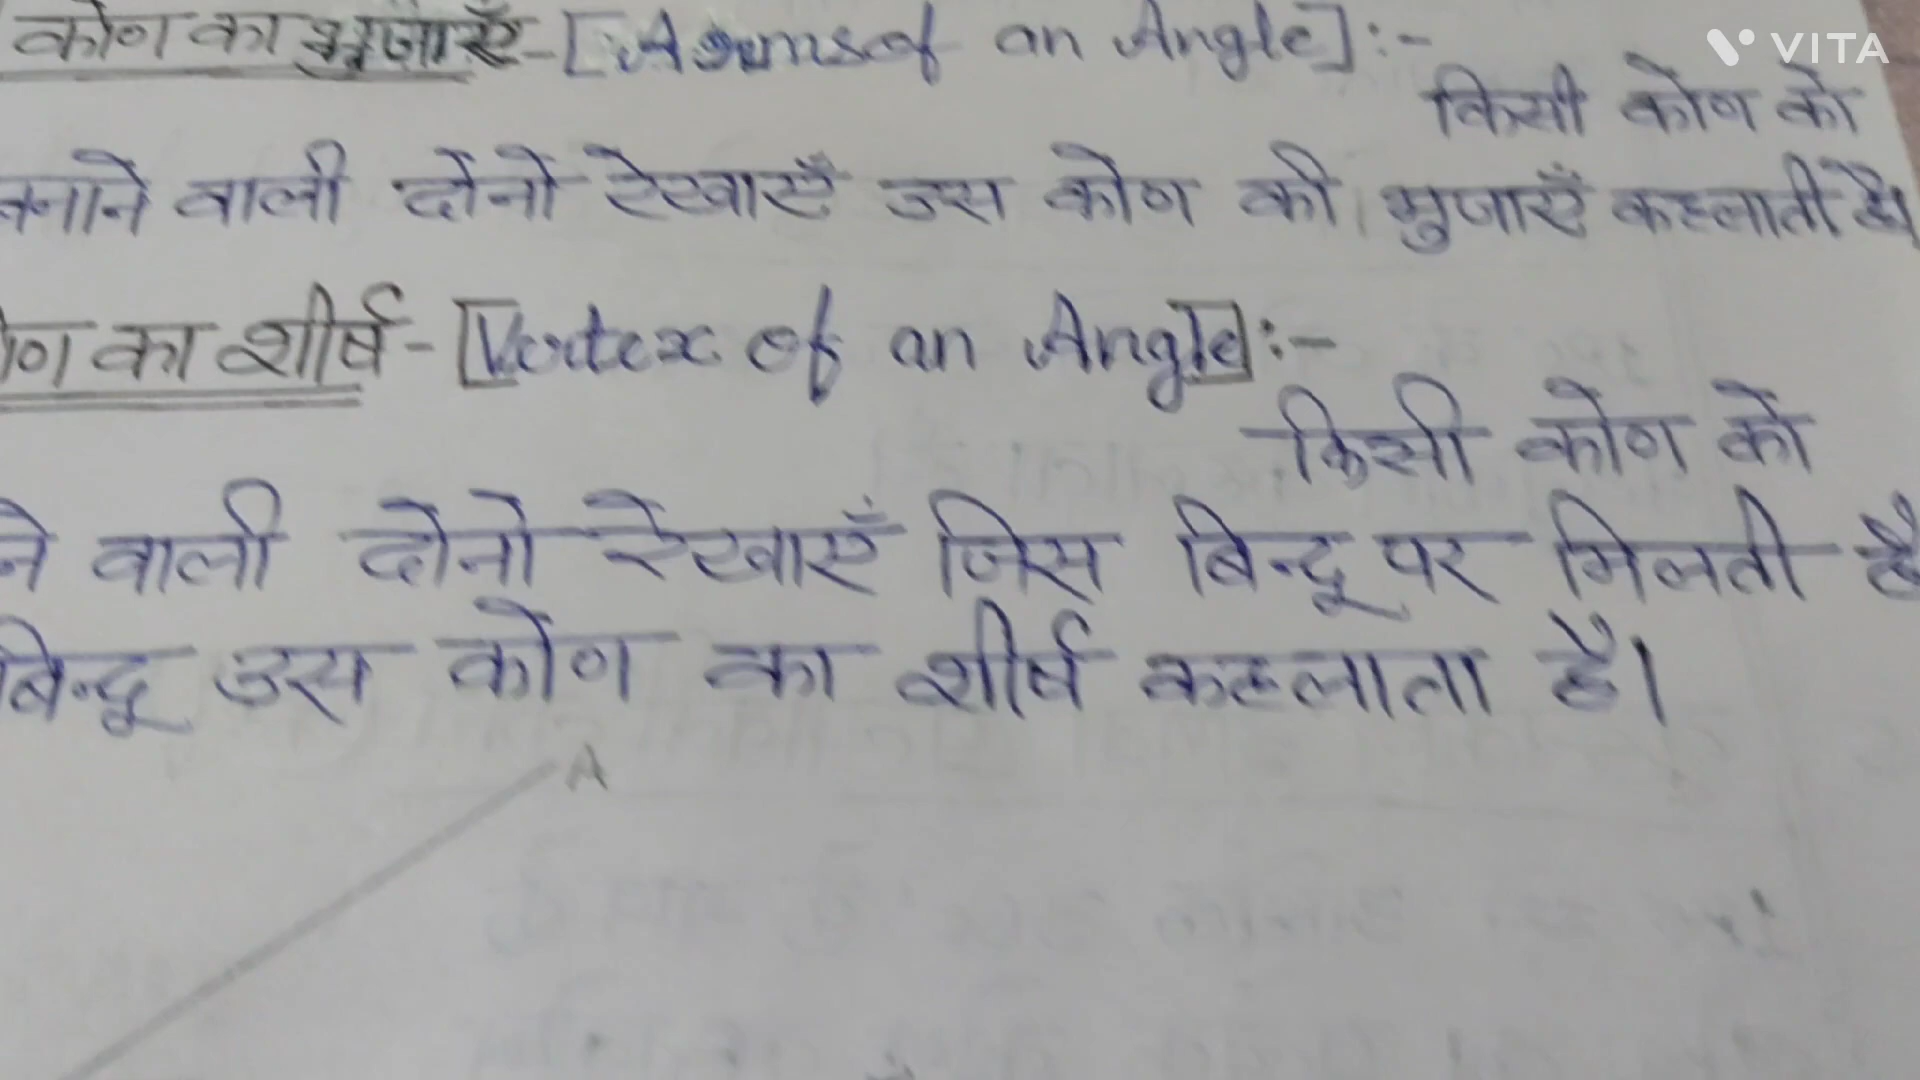 कोण का भुजाएँ-[Arms of an Angle]:-
VITA
किसी कोण को
बनाने वाली दोनों रेखाएँ उस कोण की भुजाएँ कहलाती है।
ोण का शीर्ष-[Vertex of an Angle]:-
किसी कोण को
ने वाली दोनो रेखाएँ जिस बिन्दू पर मिलती है
बिन्दू उस कोण का शीर्ष कहलाता है।
A